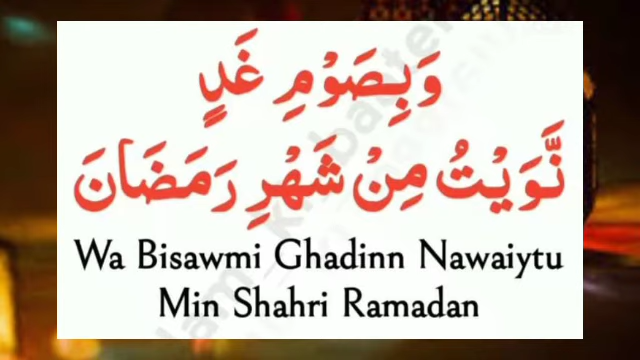 وَبِصَوْمِ غَدٍ
نَّوَيْتُ مِنْ شَهْرِ رَمَضَانَ
Wa Bisawmi Ghadinn Nawaiytu
Min Shahri Ramadan